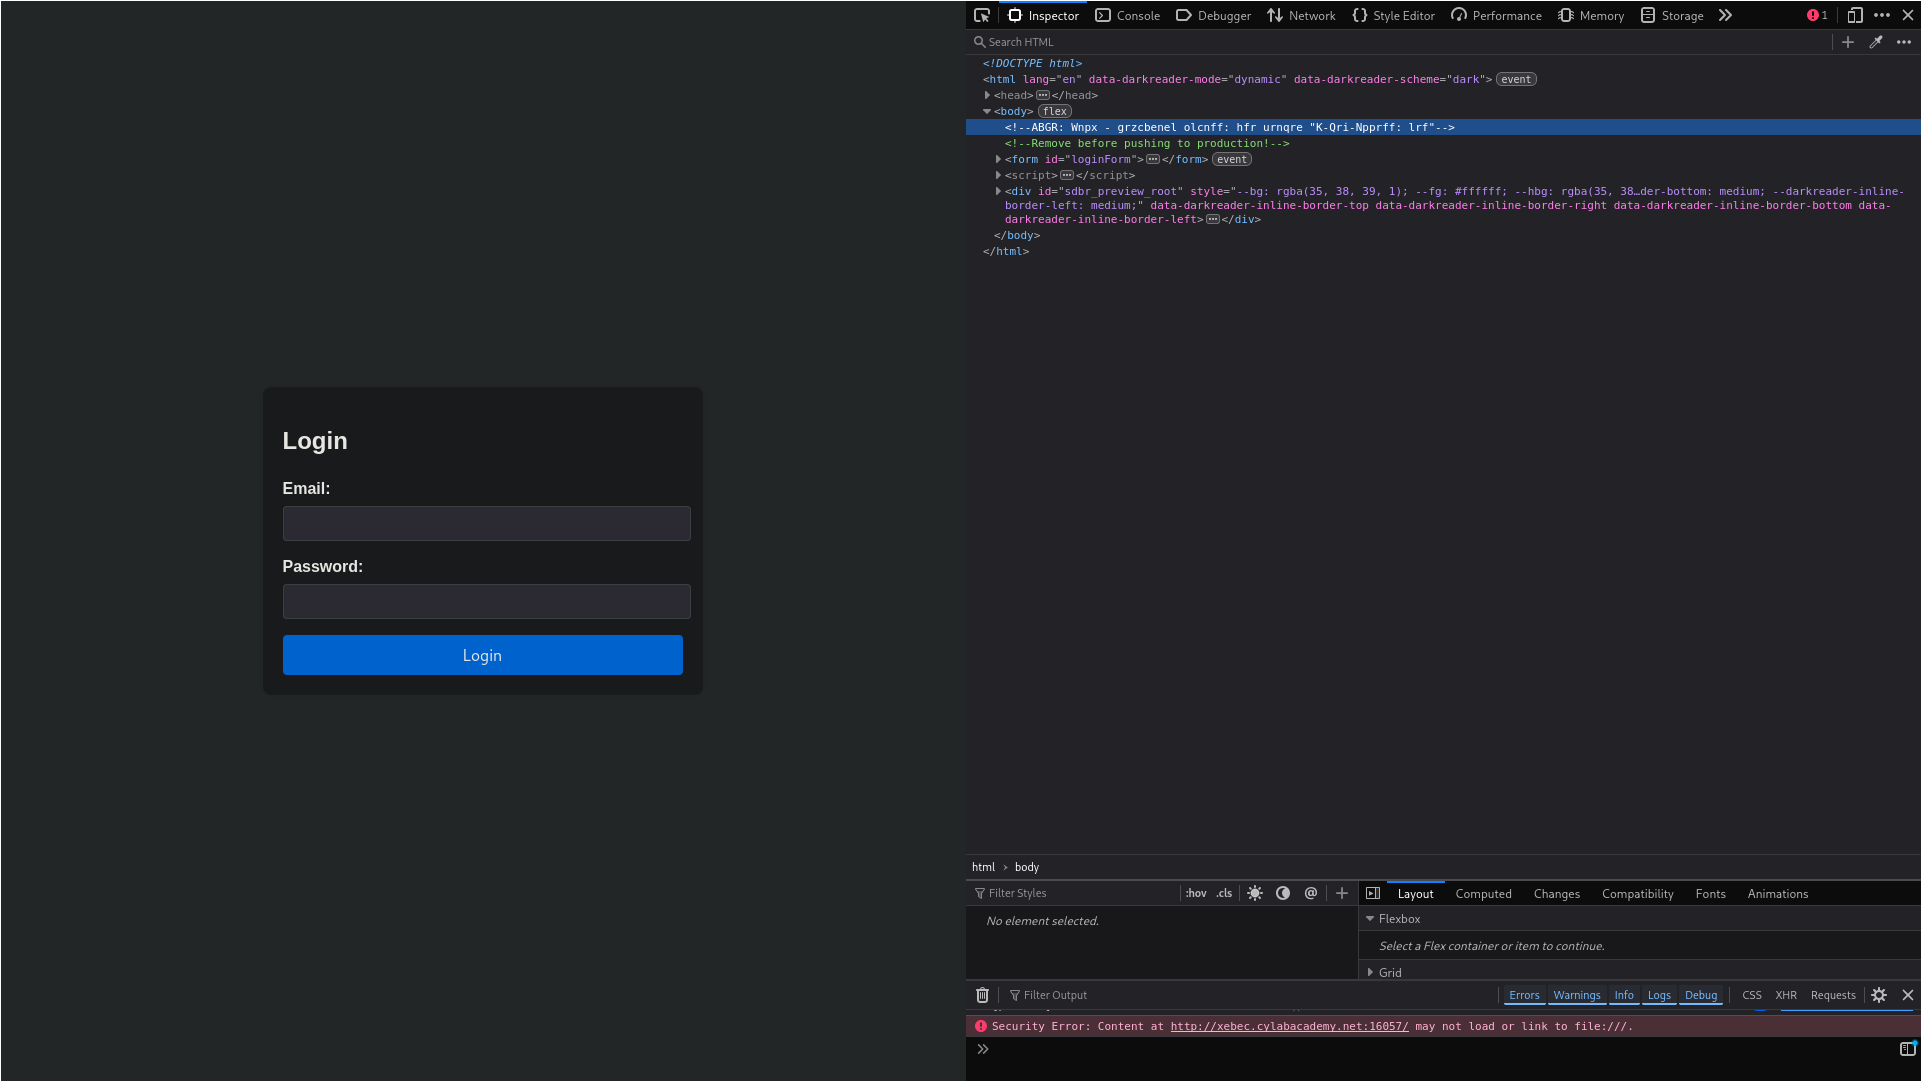 Login
Email:
Password:
Login
Inspector Console Debugger Network Style Editor Performance Memory Storage 1
Search HTML
<!DOCTYPE html>
<html lang="en" data-darkreader-mode="dynamic" data-darkreader-scheme="dark"> event
<head></head>
<body> flex
<!--ABGR: Wnpx - grzcbenel olcnff: hfr urnqre "K-Qri-Npprff: lrf"-->
<!--Remove before pushing to production!-->
<form id="loginForm"></form> event
<script></script>
<div id="sdbr_preview_root" style="--bg: rgba(35, 38, 39, 1); --fg: #ffffff; --hbg: rgba(35, 38…der-bottom: medium; --darkreader-inline-
border-left: medium;" data-darkreader-inline-border-top data-darkreader-inline-border-right data-darkreader-inline-border-bottom data-
darkreader-inline-border-left></div>
</body>
</html>
html › body
Filter Styles :hov .cls
No element selected.
Layout Computed Changes Compatibility Fonts Animations
Flexbox
Select a Flex container or item to continue.
Grid
Filter Output Errors Warnings Info Logs Debug CSS XHR Requests
Security Error: Content at http://xebec.cylabacademy.net:16057/ may not load or link to file:///.